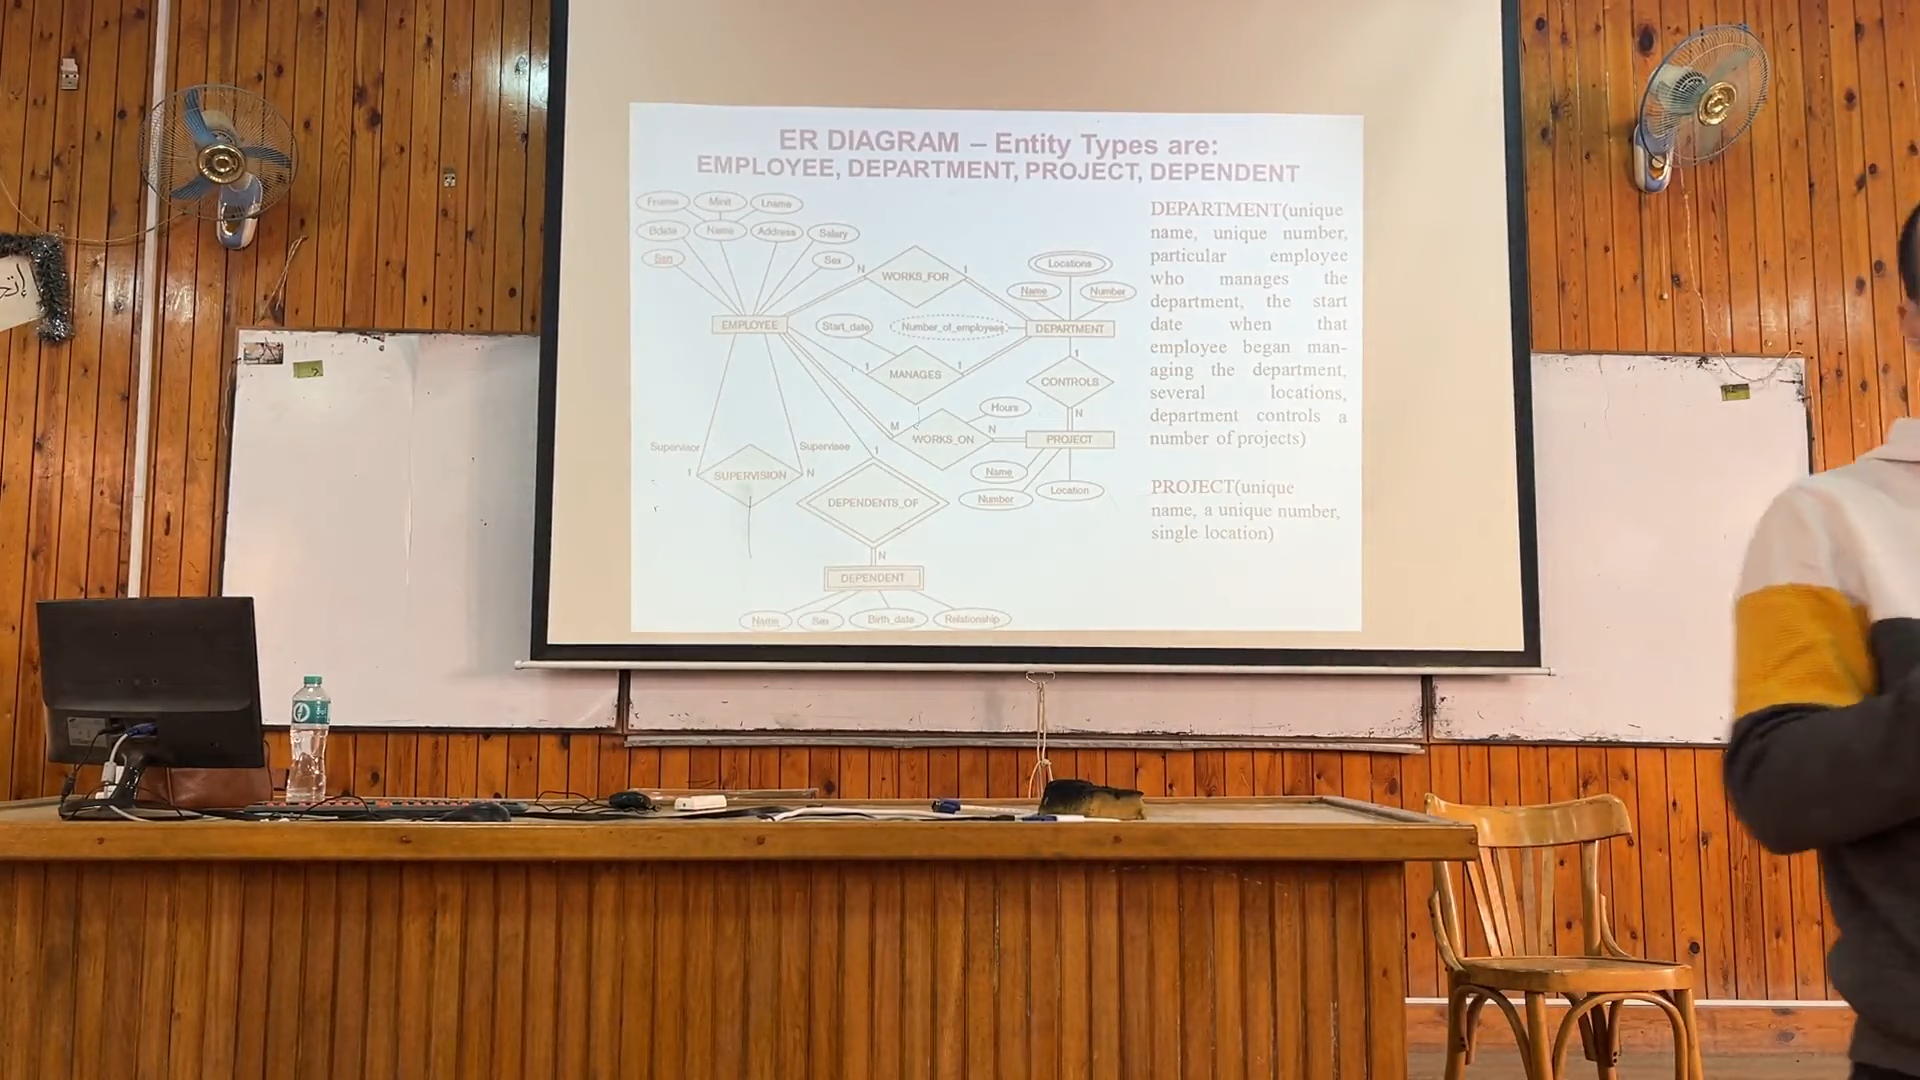 ER DIAGRAM – Entity Types are:
EMPLOYEE, DEPARTMENT, PROJECT, DEPENDENT
Fname
Minit
Lname
Bdate
Name
Address
Salary
Ssn
Sex
EMPLOYEE
N
WORKS_FOR
1
Start_date
Number_of_employees
Locations
Name
Number
DEPARTMENT
1
MANAGES
1
1
CONTROLS
N
Hours
M
WORKS_ON
N
PROJECT
Name
Number
Location
Supervisor
Supervisee
1
SUPERVISION
N
1
DEPENDENTS_OF
N
DEPENDENT
Name
Sex
Birth_date
Relationship
DEPARTMENT(unique
name, unique number,
particular employee
who manages the
department, the start
date when that
employee began man-
aging the department,
several locations,
department controls a
number of projects)
PROJECT(unique
name, a unique number,
single location)